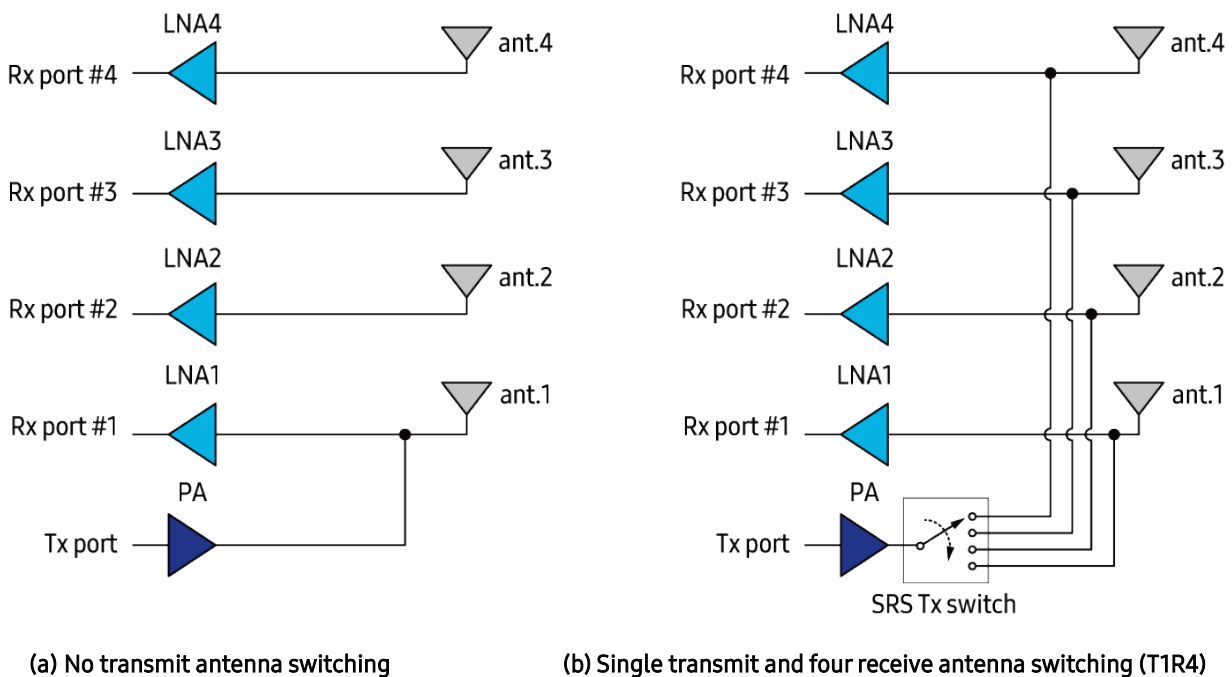 LNA4
ant.4
Rx port #4
LNA3
ant.3
Rx port #3
LNA2
ant.2
Rx port #2
LNA1
ant.1
Rx port #1
PA
Tx port
(a) No transmit antenna switching
LNA4
ant.4
Rx port #4
LNA3
ant.3
Rx port #3
LNA2
ant.2
Rx port #2
LNA1
ant.1
Rx port #1
PA
Tx port
SRS Tx switch
(b) Single transmit and four receive antenna switching (T1R4)